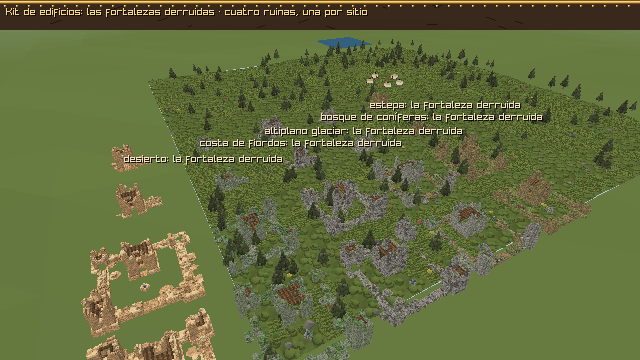 Kit de edificios: las fortalezas derruidas · cuatro ruinas, una por sitio
estepa: la fortaleza derruida
bosque de coníferas: la fortaleza derruida
altiplano glaciar: la fortaleza derruida
costa de fiordos: la fortaleza derruida
desierto: la fortaleza derruida